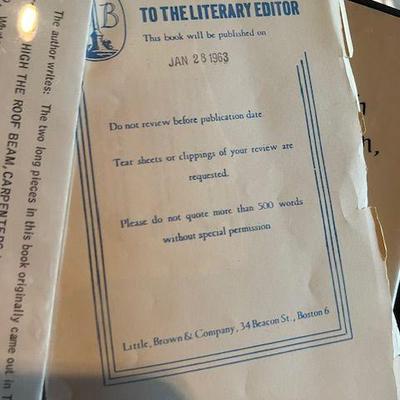 B
TO THE LITERARY EDITOR
This book will be published on
JAN 28 1963
Do not review before publication date.
Tear sheets or clippings of your review are
requested.
Please do not quote more than 500 words
without special permission
Little, Brown & Company, 34 Beacon St., Boston 6
The author writes: The two long pieces in this book originally came out in
HIGH THE ROOF BEAM, CARPENTERS